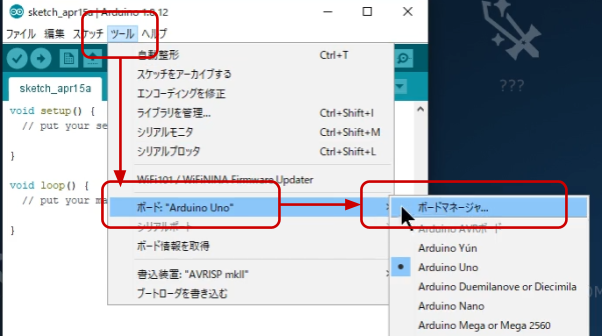 sketch_apr15a | Arduino 1.8.12
ファイル 編集 スケッチ ツール ヘルプ
sketch_apr15a
void setup() {
// put your se
}
void loop() {
// put your ma
}
自動整形 Ctrl+T
スケッチをアーカイブする
エンコーディングを修正
ライブラリを管理... Ctrl+Shift+I
シリアルモニタ Ctrl+Shift+M
シリアルプロッタ Ctrl+Shift+L
WiFi101 / WiFiNINA Firmware Updater
ボード: "Arduino Uno"
シリアルポート
ボード情報を取得
書込装置: "AVRISP mkII"
ブートローダを書き込む
ボードマネージャ...
Arduino AVRボード
Arduino Yún
Arduino Uno
Arduino Duemilanove or Diecimila
Arduino Nano
Arduino Mega or Mega 2560
???